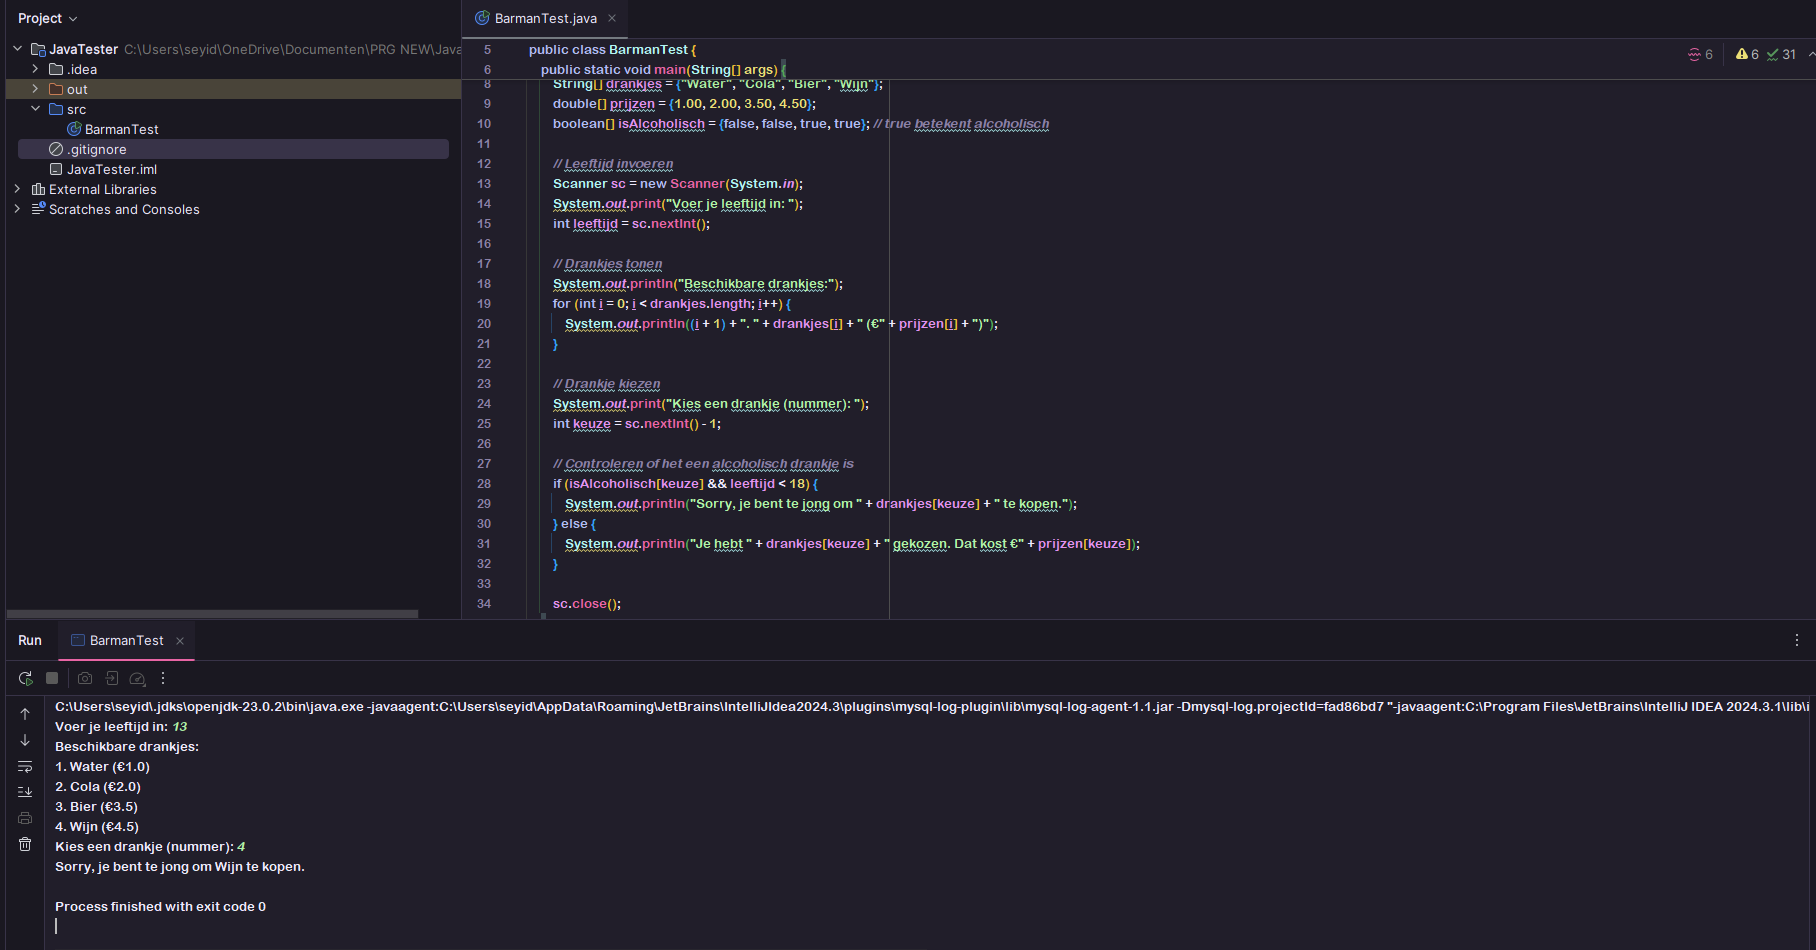 Project
JavaTester C:\Users\seyid\OneDrive\Documenten\PRG NEW\Java
.idea
out
src
BarmanTest
.gitignore
JavaTester.iml
External Libraries
Scratches and Consoles
BarmanTest.java
6 6 31
5 public class BarmanTest {
6 public static void main(String[] args) {
8 String[] drankjes = {"Water", "Cola", "Bier", "Wijn"};
9 double[] prijzen = {1.00, 2.00, 3.50, 4.50};
10 boolean[] isAlcoholisch = {false, false, true, true}; // true betekent alcoholisch
11
12 // Leeftijd invoeren
13 Scanner sc = new Scanner(System.in);
14 System.out.print("Voer je leeftijd in: ");
15 int leeftijd = sc.nextInt();
16
17 // Drankjes tonen
18 System.out.println("Beschikbare drankjes:");
19 for (int i = 0; i < drankjes.length; i++) {
20 System.out.println((i + 1) + ". " + drankjes[i] + " (€" + prijzen[i] + ")");
21 }
22
23 // Drankje kiezen
24 System.out.print("Kies een drankje (nummer): ");
25 int keuze = sc.nextInt() - 1;
26
27 // Controleren of het een alcoholisch drankje is
28 if (isAlcoholisch[keuze] && leeftijd < 18) {
29 System.out.println("Sorry, je bent te jong om " + drankjes[keuze] + " te kopen.");
30 } else {
31 System.out.println("Je hebt " + drankjes[keuze] + " gekozen. Dat kost €" + prijzen[keuze]);
32 }
33
34 sc.close();
Run BarmanTest
C:\Users\seyid\.jdks\openjdk-23.0.2\bin\java.exe -javaagent:C:\Users\seyid\AppData\Roaming\JetBrains\IntelliJIdea2024.3\plugins\mysql-log-plugin\lib\mysql-log-agent-1.1.jar -Dmysql-log.projectId=fad86bd7 "-javaagent:C:\Program Files\JetBrains\IntelliJ IDEA 2024.3.1\lib\i
Voer je leeftijd in: 13
Beschikbare drankjes:
1. Water (€1.0)
2. Cola (€2.0)
3. Bier (€3.5)
4. Wijn (€4.5)
Kies een drankje (nummer): 4
Sorry, je bent te jong om Wijn te kopen.
Process finished with exit code 0